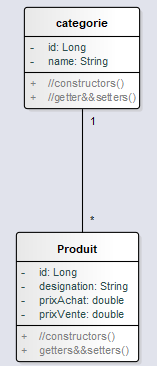 categorie
- id: Long
- name: String
+ //constructors()
+ //getter&&setters()
1
*
Produit
- id: Long
- designation: String
- prixAchat: double
- prixVente: double
+ //constructors()
+ getters&&setters()